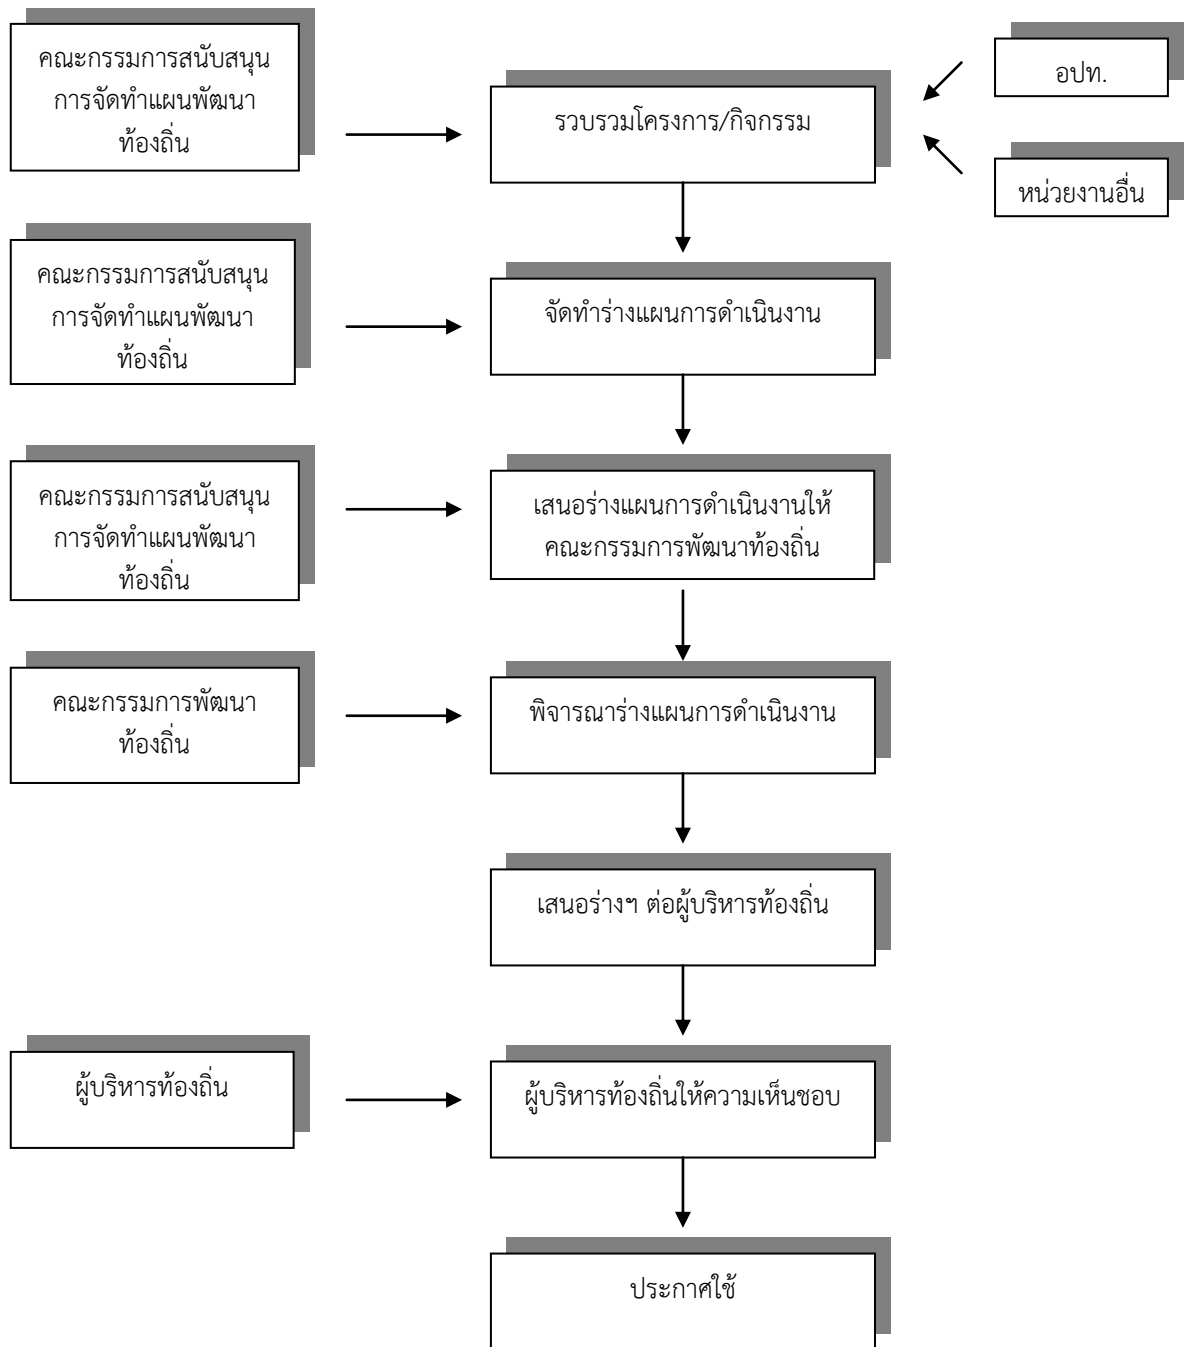 คณะกรรมการสนับสนุน
การจัดทำแผนพัฒนา
ท้องถิ่น
รวบรวมโครงการ/กิจกรรม
อปท.
หน่วยงานอื่น
คณะกรรมการสนับสนุน
การจัดทำแผนพัฒนา
ท้องถิ่น
จัดทำร่างแผนการดำเนินงาน
คณะกรรมการสนับสนุน
การจัดทำแผนพัฒนา
ท้องถิ่น
เสนอร่างแผนการดำเนินงานให้
คณะกรรมการพัฒนาท้องถิ่น
คณะกรรมการพัฒนา
ท้องถิ่น
พิจารณาร่างแผนการดำเนินงาน
เสนอร่างฯ ต่อผู้บริหารท้องถิ่น
ผู้บริหารท้องถิ่น
ผู้บริหารท้องถิ่นให้ความเห็นชอบ
ประกาศใช้